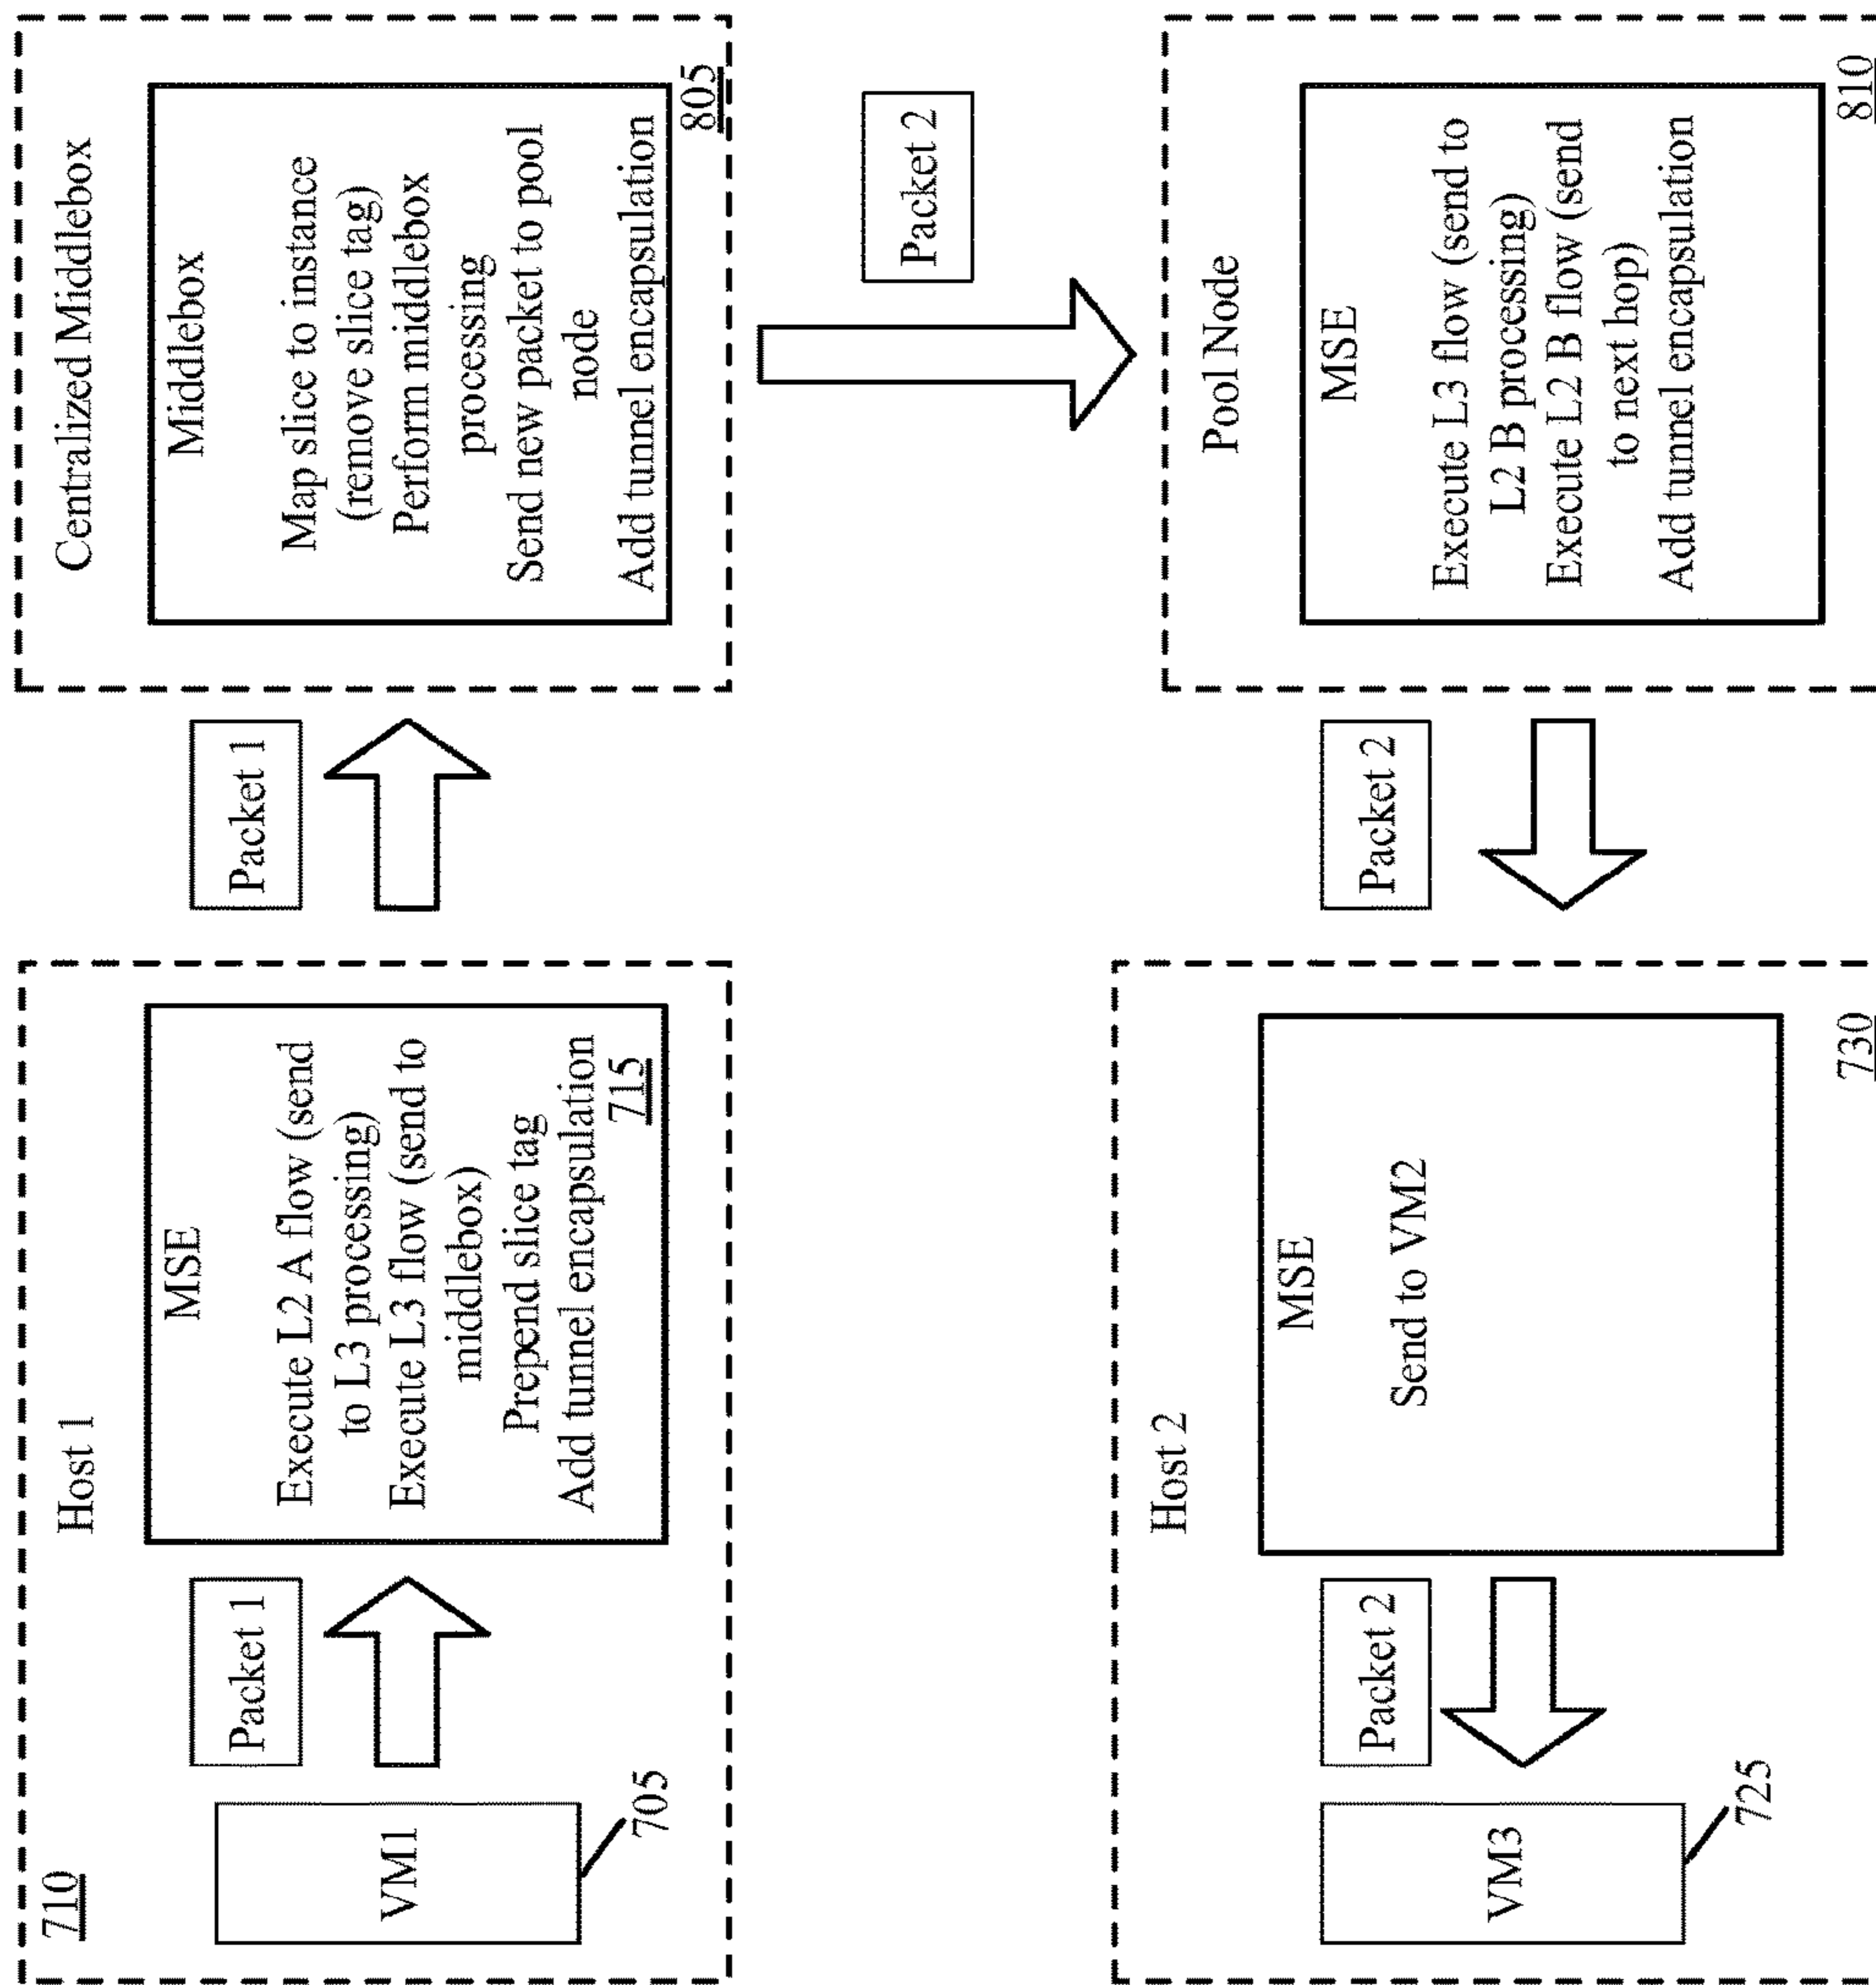 710
Host 1
VM1
705
Packet 1
MSE
Execute L2 A flow (send
to L3 processing)
Execute L3 flow (send to
middlebox)
Prepend slice tag
Add tunnel encapsulation
715
Packet 1
Centralized Middlebox
Middlebox
Map slice to instance
(remove slice tag)
Perform middlebox
processing
Send new packet to pool
node
Add tunnel encapsulation
805
Packet 2
Pool Node
MSE
Execute L3 flow (send to
L2 B processing)
Execute L2 B flow (send
to next hop)
Add tunnel encapsulation
810
Packet 2
Host 2
MSE
Send to VM2
730
Packet 2
VM3
725